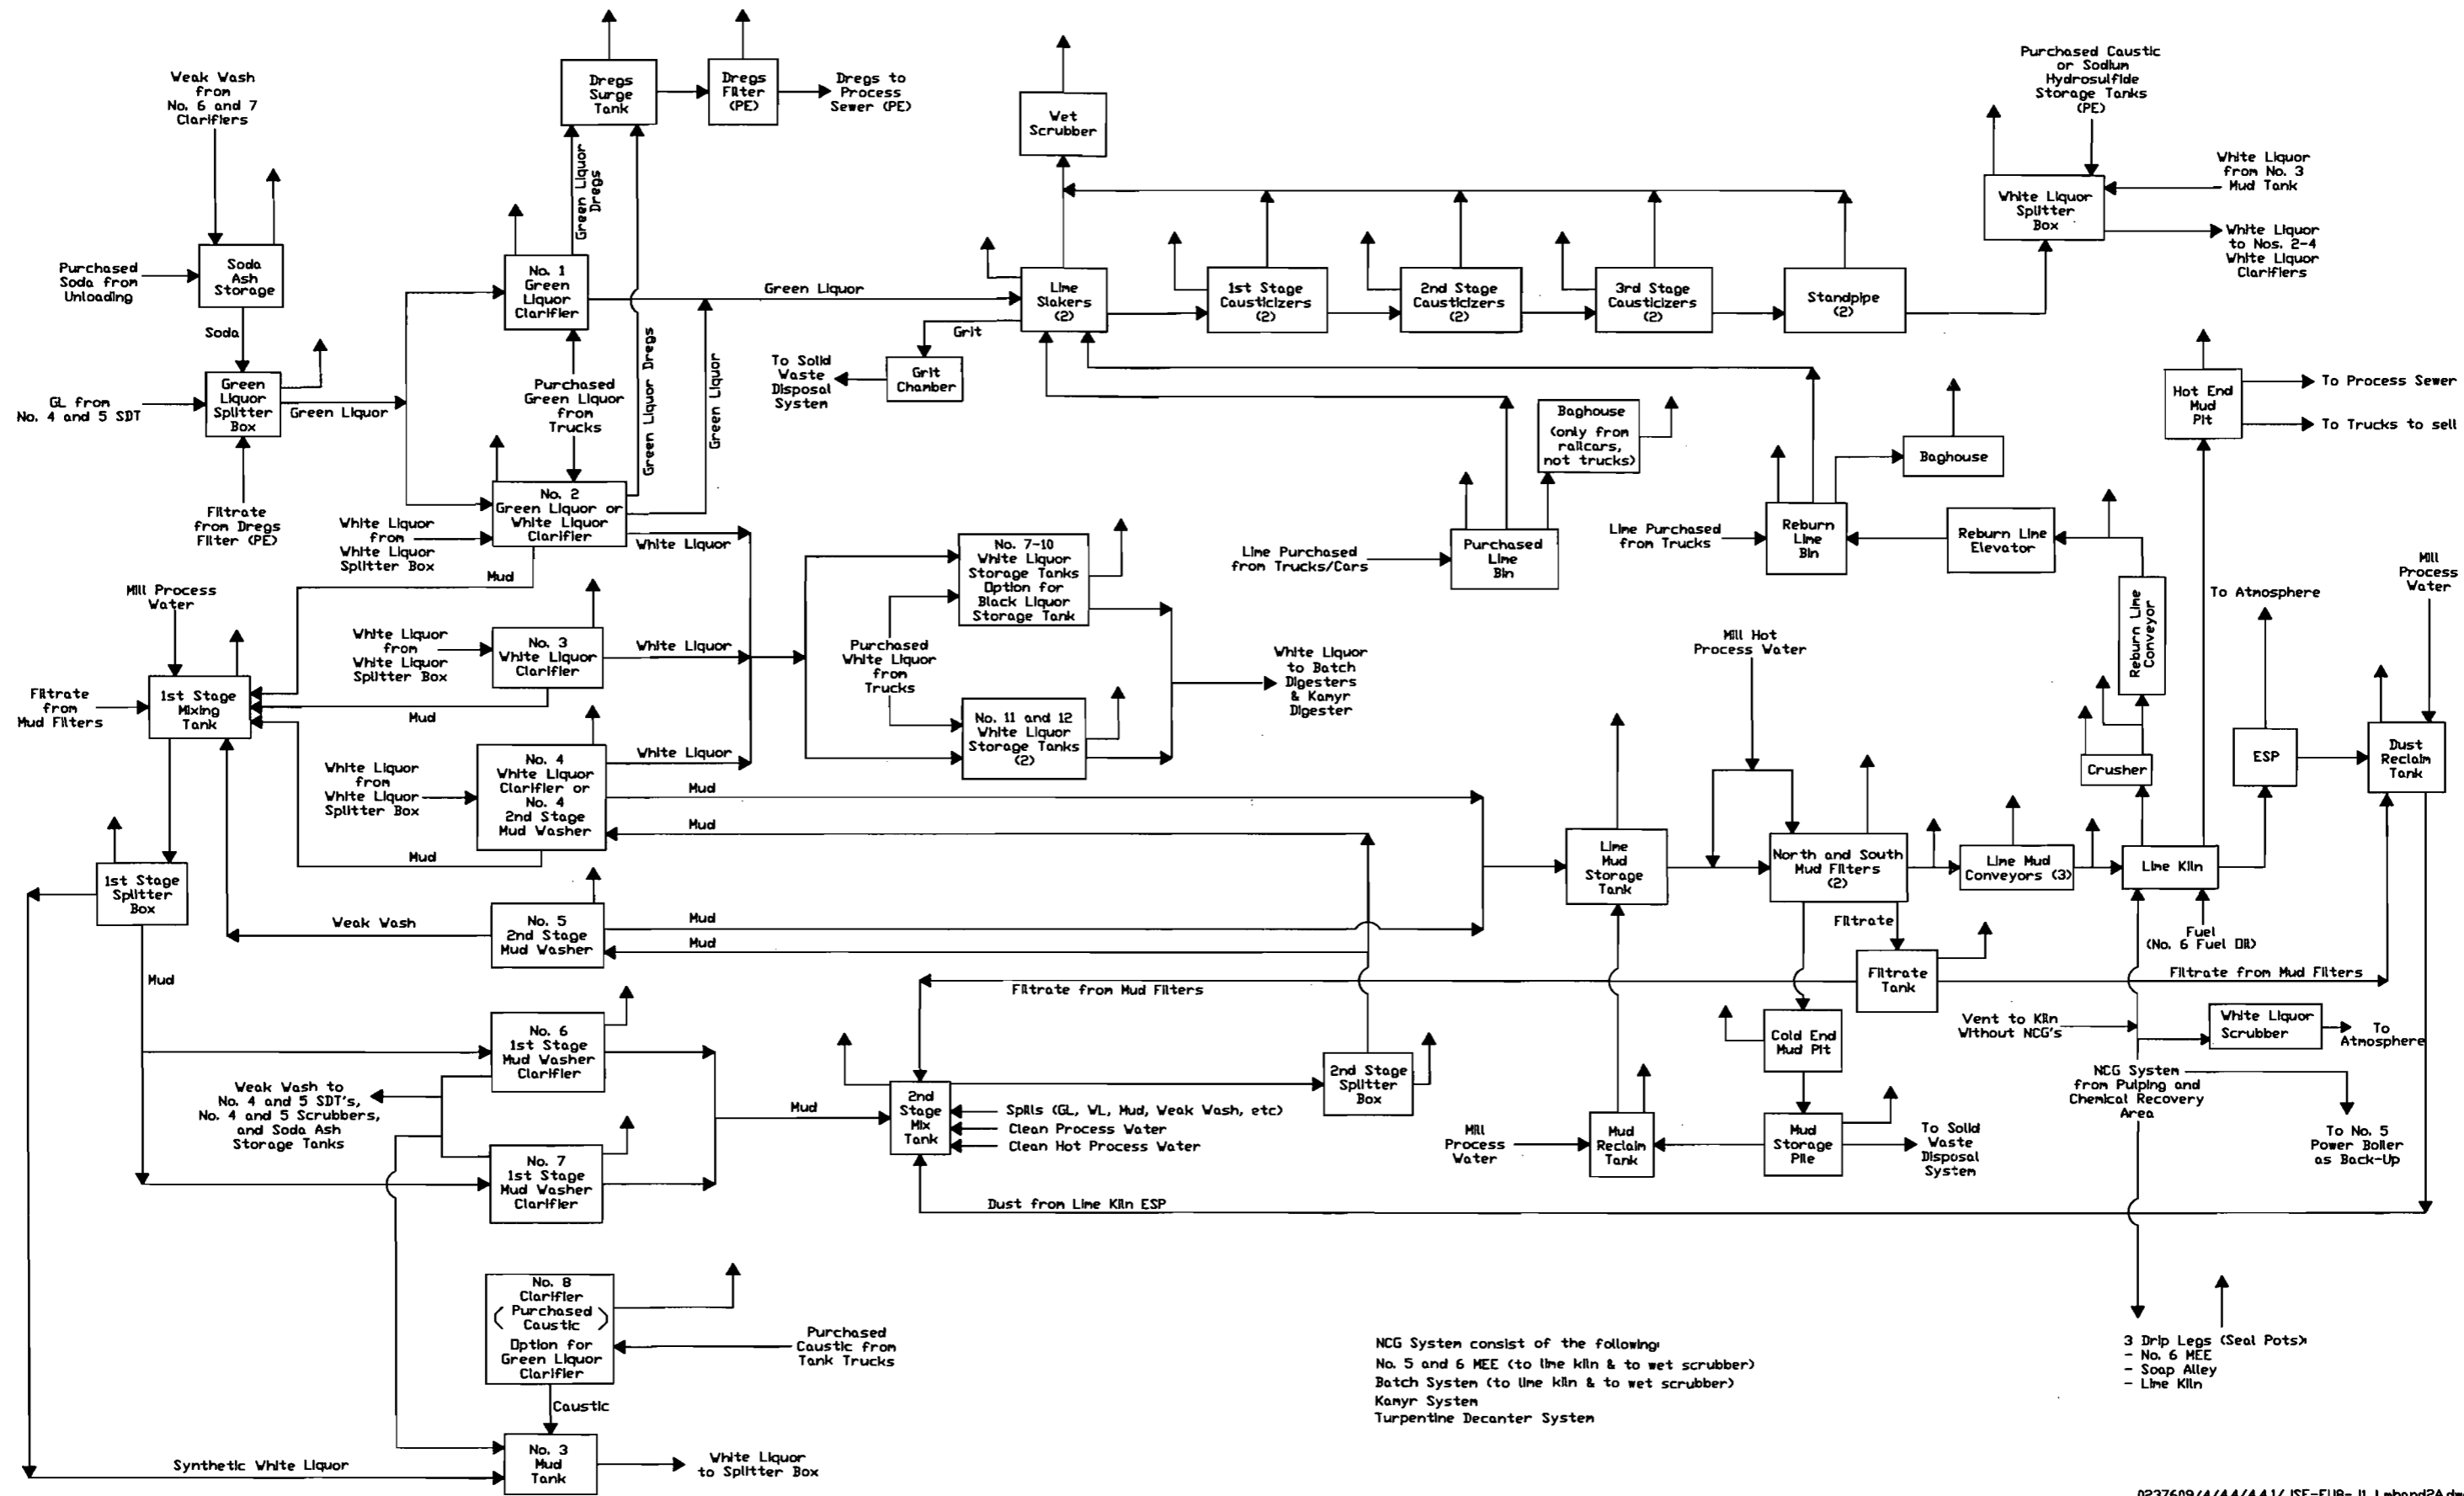 Weak Wash
from
No. 6 and 7
Clarifiers
Dregs
Surge
Tank
Dregs
Filter
(PE)
Dregs to
Process
Sewer (PE)
Wet
Scrubber
Purchased Caustic
or Sodium
Hydrosulfide
Storage Tanks
(PE)
White Liquor
from No. 3
Mud Tank
White Liquor
Splitter
Box
White Liquor
to Nos. 2-4
White Liquor
Clarifiers
Green Liquor
Dregs
Purchased
Soda from
Unloading
Soda
Ash
Storage
Soda
No. 1
Green
Liquor
Clarifier
Green Liquor
Lime
Slakers
(2)
1st Stage
Causticizers
(2)
2nd Stage
Causticizers
(2)
3rd Stage
Causticizers
(2)
Standpipe
(2)
Grit
Grit
Chamber
To Solid
Waste
Disposal
System
GL from
No. 4 and 5 SDT
Green
Liquor
Splitter
Box
Green Liquor
Purchased
Green Liquor
from
Trucks
Green Liquor Dregs
Green Liquor
Filtrate
from Dregs
Filter (PE)
Baghouse
(only from
railcars,
not trucks)
Baghouse
Hot End
Mud
Pit
To Process Sewer
To Trucks to sell
No. 2
Green Liquor or
White Liquor
Clarifier
White Liquor
from
White Liquor
Splitter Box
White Liquor
Mud
Lime Purchased
from Trucks/Cars
Purchased
Lime
Bin
Lime Purchased
from Trucks
Reburn
Lime
Bin
Reburn Lime
Elevator
Reburn Lime
Conveyor
Mill
Process
Water
To Atmosphere
No. 7-10
White Liquor
Storage Tanks
Option for
Black Liquor
Storage Tank
Purchased
White Liquor
from
Trucks
No. 11 and 12
White Liquor
Storage Tanks
(2)
White Liquor
to Batch
Digesters
& Kamyr
Digester
Mill Process
Water
White Liquor
from
White Liquor
Splitter Box
No. 3
White Liquor
Clarifier
White Liquor
Mud
Filtrate
from
Mud Filters
1st Stage
Mixing
Tank
White Liquor
from
White Liquor
Splitter Box
No. 4
White Liquor
Clarifier or
No. 4
2nd Stage
Mud Washer
White Liquor
Mud
Mud
Mud
Mill Hot
Process Water
Crusher
ESP
Dust
Reclaim
Tank
Lime
Mud
Storage
Tank
North and South
Mud Filters
(2)
Lime Mud
Conveyors (3)
Lime Kiln
Fuel
(No. 6 Fuel Oil)
1st Stage
Splitter
Box
Weak Wash
No. 5
2nd Stage
Mud Washer
Mud
Mud
Filtrate
Filtrate
Tank
Filtrate from Mud Filters
Filtrate from Mud Filters
Mud
No. 6
1st Stage
Mud Washer
Clarifier
Weak Wash to
No. 4 and 5 SDT's,
No. 4 and 5 Scrubbers,
and Soda Ash
Storage Tanks
No. 7
1st Stage
Mud Washer
Clarifier
Mud
2nd
Stage
Mix
Tank
Spills (GL, WL, Mud, Weak Wash, etc)
Clean Process Water
Clean Hot Process Water
2nd Stage
Splitter
Box
Cold End
Mud Pit
Vent to Kiln
Without NCG's
White Liquor
Scrubber
To
Atmosphere
NCG System
from Pulping and
Chemical Recovery
Area
To No. 5
Power Boiler
as Back-Up
Mill
Process
Water
Mud
Reclaim
Tank
Mud
Storage
Pile
To Solid
Waste
Disposal
System
Dust from Lime Kiln ESP
No. 8
Clarifier
(Purchased
Caustic)
Option for
Green Liquor
Clarifier
Purchased
Caustic from
Tank Trucks
Caustic
No. 3
Mud
Tank
Synthetic White Liquor
White Liquor
to Splitter Box
NCG System consist of the following:
No. 5 and 6 MEE (to lime kiln & to wet scrubber)
Batch System (to lime kiln & to wet scrubber)
Kamyr System
Turpentine Decanter System
3 Drip Legs (Seal Pots):
- No. 6 MEE
- Soap Alley
- Lime Kiln